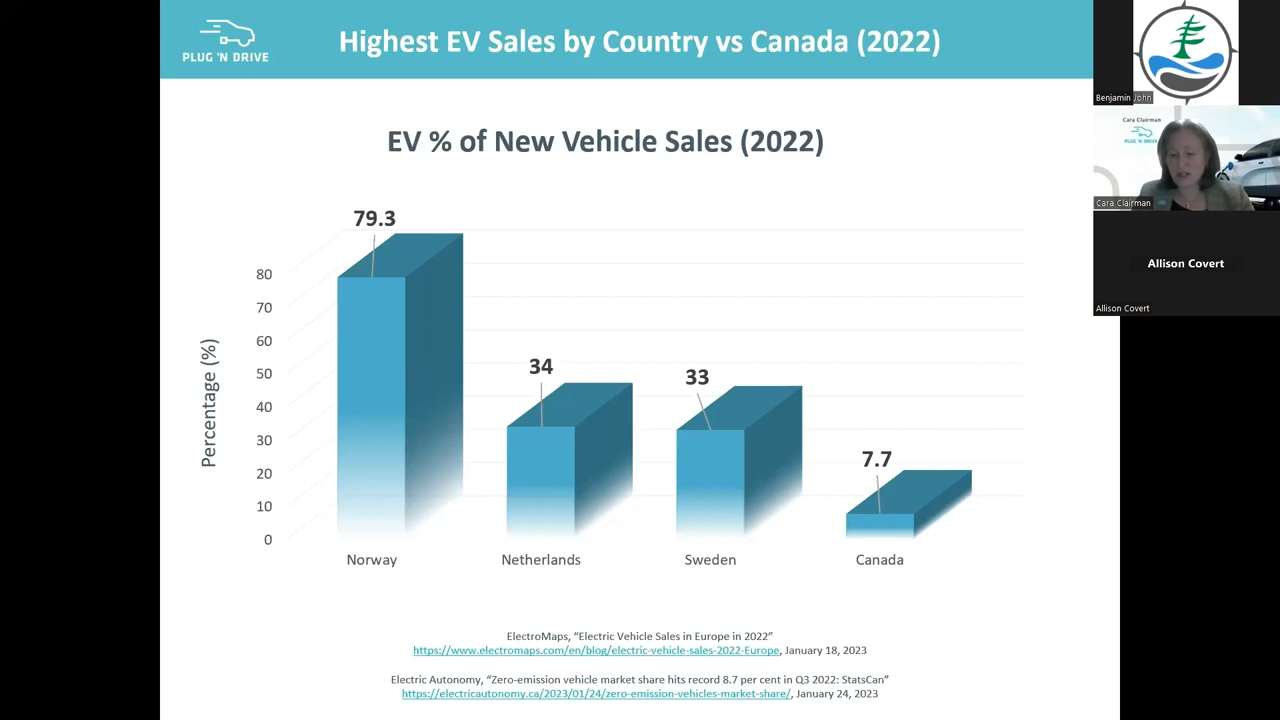 PLUG 'N DRIVE
Highest EV Sales by Country vs Canada (2022)
EV % of New Vehicle Sales (2022)
79.3
34
33
7.7
Percentage (%)
80
70
60
50
40
30
20
10
0
Norway
Netherlands
Sweden
Canada
ElectroMaps, “Electric Vehicle Sales in Europe in 2022”
https://www.electromaps.com/en/blog/electric-vehicle-sales-2022-Europe, January 18, 2023
Electric Autonomy, “Zero-emission vehicle market share hits record 8.7 per cent in Q3 2022: StatsCan”
https://electricautonomy.ca/2023/01/24/zero-emission-vehicles-market-share/, January 24, 2023
Benjamin John
Cara Clairman
PLUG 'N DRIVE
Cara Clairman
Allison Covert
Allison Covert